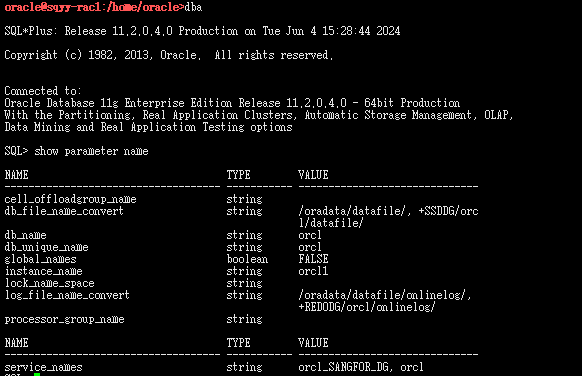 oracle@sqyy-rac1:/home/oracle>dba
SQL*Plus: Release 11.2.0.4.0 Production on Tue Jun 4 15:28:44 2024
Copyright (c) 1982, 2013, Oracle.  All rights reserved.
Connected to:
Oracle Database 11g Enterprise Edition Release 11.2.0.4.0 - 64bit Production
With the Partitioning, Real Application Clusters, Automatic Storage Management, OLAP,
Data Mining and Real Application Testing options
SQL> show parameter name
NAME                                 TYPE        VALUE
------------------------------------ ----------- ------------------------------
cell_offloadgroup_name               string
db_file_name_convert                 string      /oradata/datafile/, +SSDDG/orc
                                                 l/datafile/
db_name                              string      orcl
db_unique_name                       string      orcl
global_names                         boolean     FALSE
instance_name                        string      orcl1
lock_name_space                      string
log_file_name_convert                string      /oradata/datafile/onlinelog/,
                                                 +REDODG/orcl/onlinelog/
processor_group_name                 string
NAME                                 TYPE        VALUE
------------------------------------ ----------- ------------------------------
service_names                        string      orcl_SANGFOR_DG, orcl
SQL>